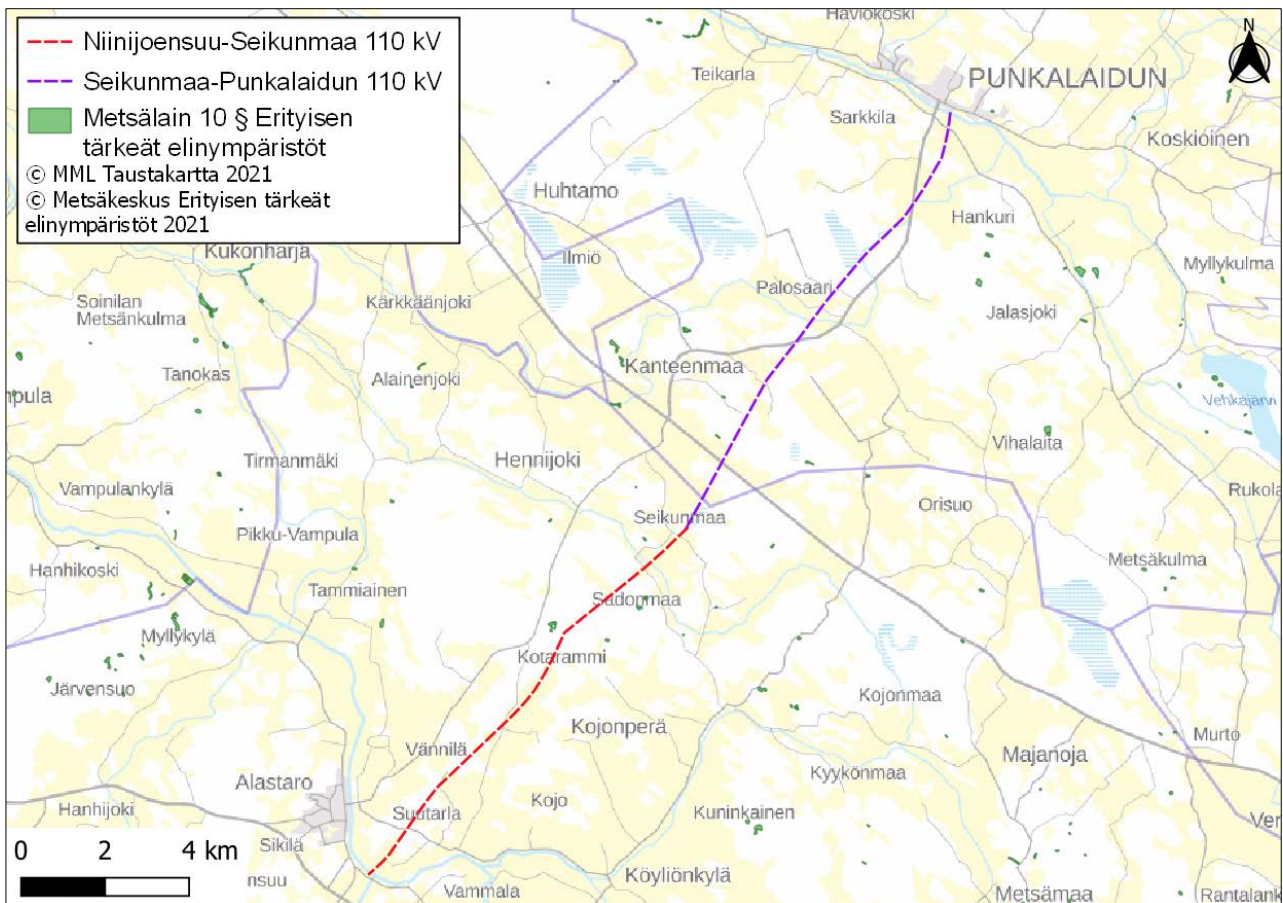 Niinijoensuu-Seikunmaa 110 kV
Seikunmaa-Punkalaidun 110 kV
Metsälain 10 § Erityisen
tärkeät elinympäristöt
© MML Taustakartta 2021
© Metsäkeskus Erityisen tärkeät
elinympäristöt 2021
N
Haviokoski
Teikarla
PUNKALAIDUN
Sarkkila
Koskioinen
Huhtamo
Hankuri
Kukonharja
Ilmiö
Myllykulma
Soinilan
Metsänkulma
Kärkkäänjoki
Palosaari
Jalasjoki
Tanokas
Alainenjoki
Kanteenmaa
mpula
Vehkajärvi
Vihalaita
Tirmanmäki
Hennijoki
Vampulankylä
Rukola
Orisuo
Seikunmaa
Pikku-Vampula
Metsäkulma
Hanhikoski
Tammiainen
Sadonmaa
Myllykylä
Kotarammi
Järvensuo
Kojonmaa
Kojonperä
Murto
Vännilä
Majanoja
Alastaro
Kyykönmaa
Hanhijoki
Kojo
Suutarla
Kuninkainen
Ver
Sikilä
0 2 4 km
nsuu
Köyliönkylä
Vammala
Metsämaa
Rantalank